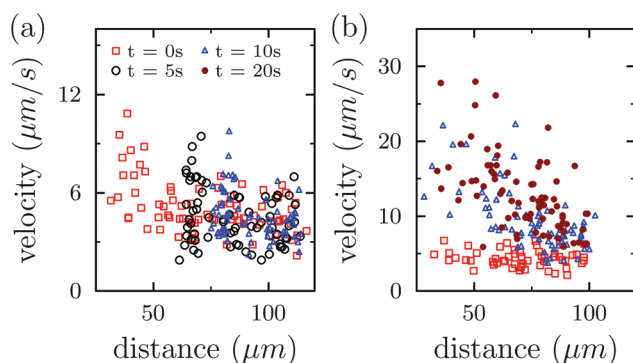 (a)
t = 0s
t = 10s
t = 5s
t = 20s
velocity (μm/s)
12
6
0
50
100
distance (μm)
(b)
velocity (μm/s)
30
20
10
0
50
100
distance (μm)